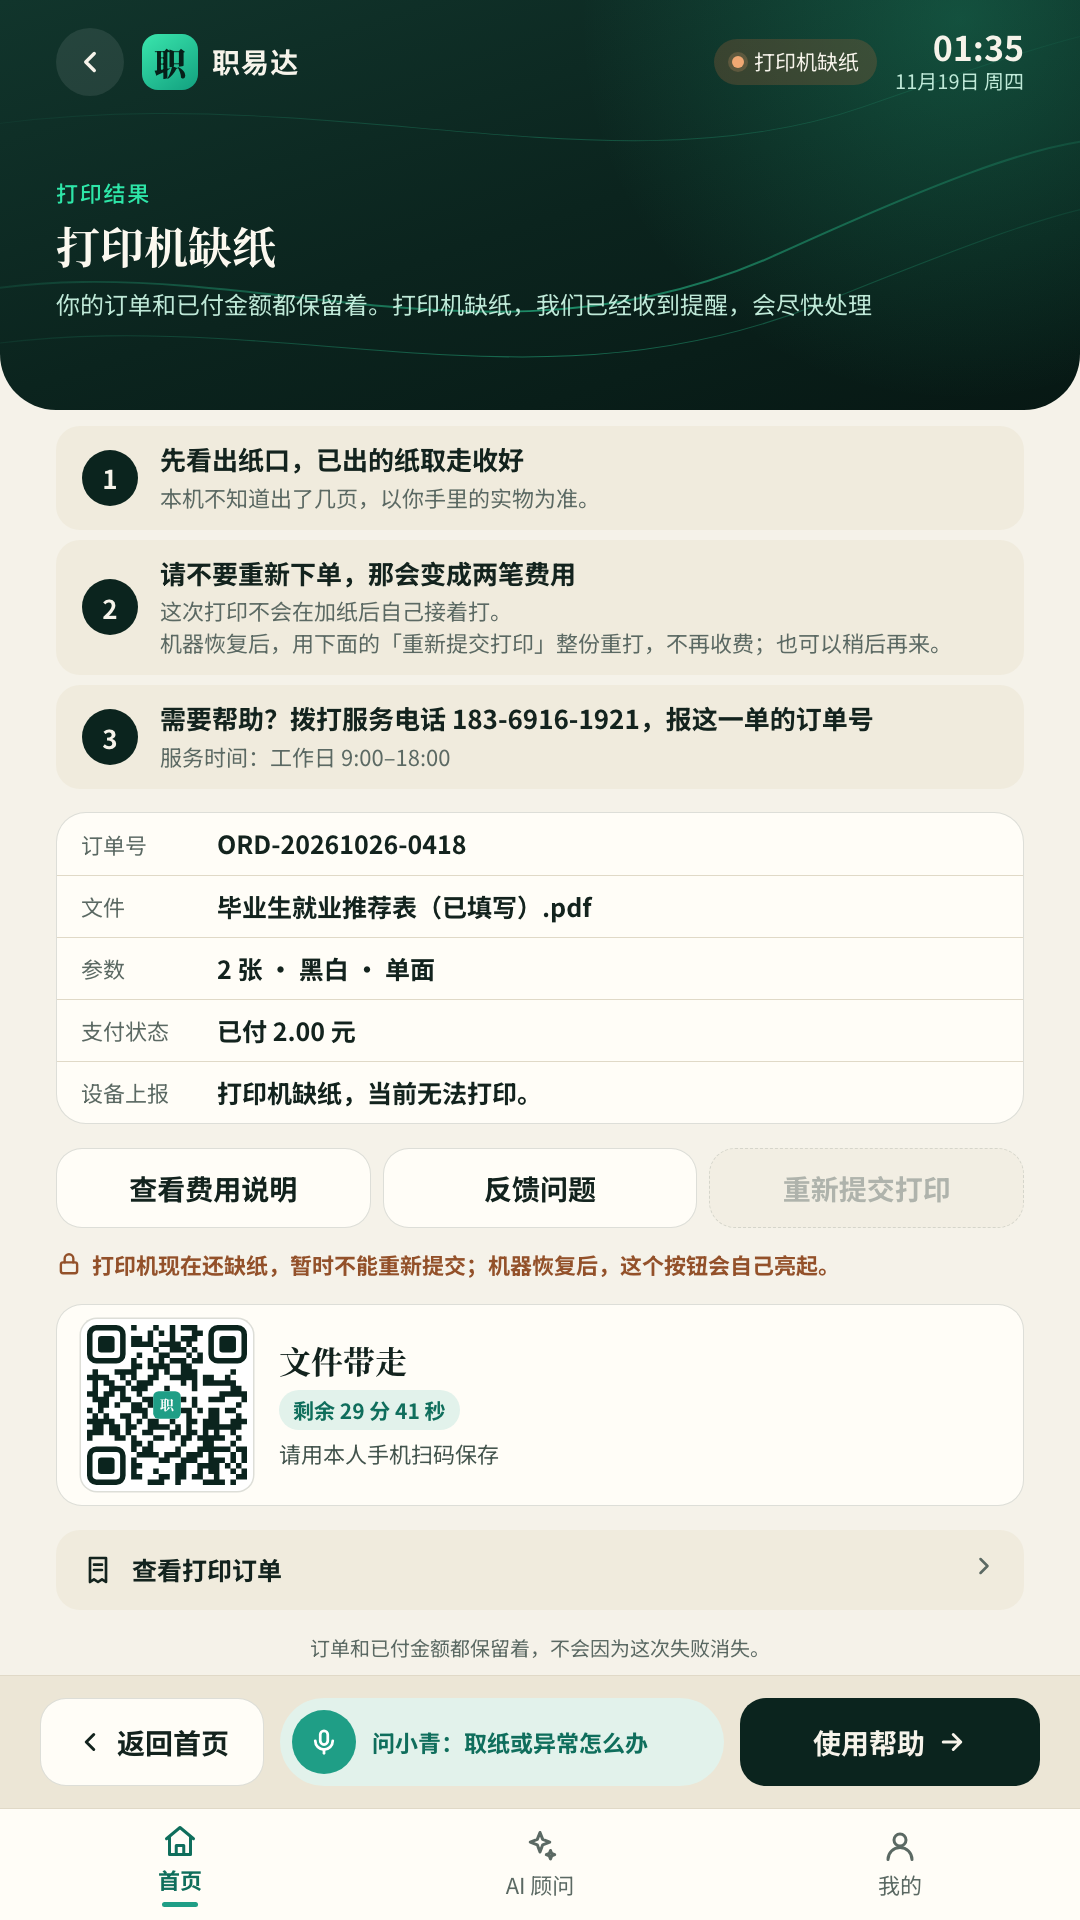 职 职易达
打印机缺纸
01:35
11月19日 周四
打印结果
打印机缺纸
你的订单和已付金额都保留着。打印机缺纸，我们已经收到提醒，会尽快处理
1
先看出纸口，已出的纸取走收好
本机不知道出了几页，以你手里的实物为准。
2
请不要重新下单，那会变成两笔费用
这次打印不会在加纸后自己接着打。
机器恢复后，用下面的「重新提交打印」整份重打，不再收费；也可以稍后再来。
3
需要帮助？拨打服务电话 183-6916-1921，报这一单的订单号
服务时间：工作日 9:00–18:00
订单号 ORD-20261026-0418
文件 毕业生就业推荐表（已填写）.pdf
参数 2 张 · 黑白 · 单面
支付状态 已付 2.00 元
设备上报 打印机缺纸，当前无法打印。
查看费用说明 反馈问题 重新提交打印
打印机现在还缺纸，暂时不能重新提交；机器恢复后，这个按钮会自己亮起。
职
文件带走
剩余 29 分 41 秒
请用本人手机扫码保存
查看打印订单
订单和已付金额都保留着，不会因为这次失败消失。
返回首页 问小青：取纸或异常怎么办 使用帮助
首页 AI 顾问 我的